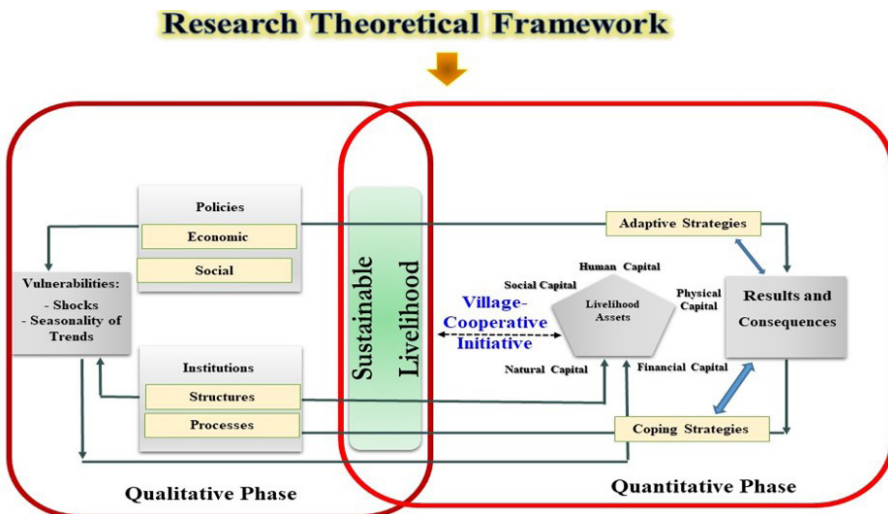 Research Theoretical Framework
Policies
Economic
Social
Vulnerabilities:
- Shocks
- Seasonality of
Trends
Institutions
Structures
Processes
Qualitative Phase
Sustainable
Livelihood
Village-
Cooperative
Initiative
Adaptive Strategies
Human Capital
Social Capital
Livelihood
Assets
Physical
Capital
Natural Capital
Financial Capital
Results and
Consequences
Coping Strategies
Quantitative Phase